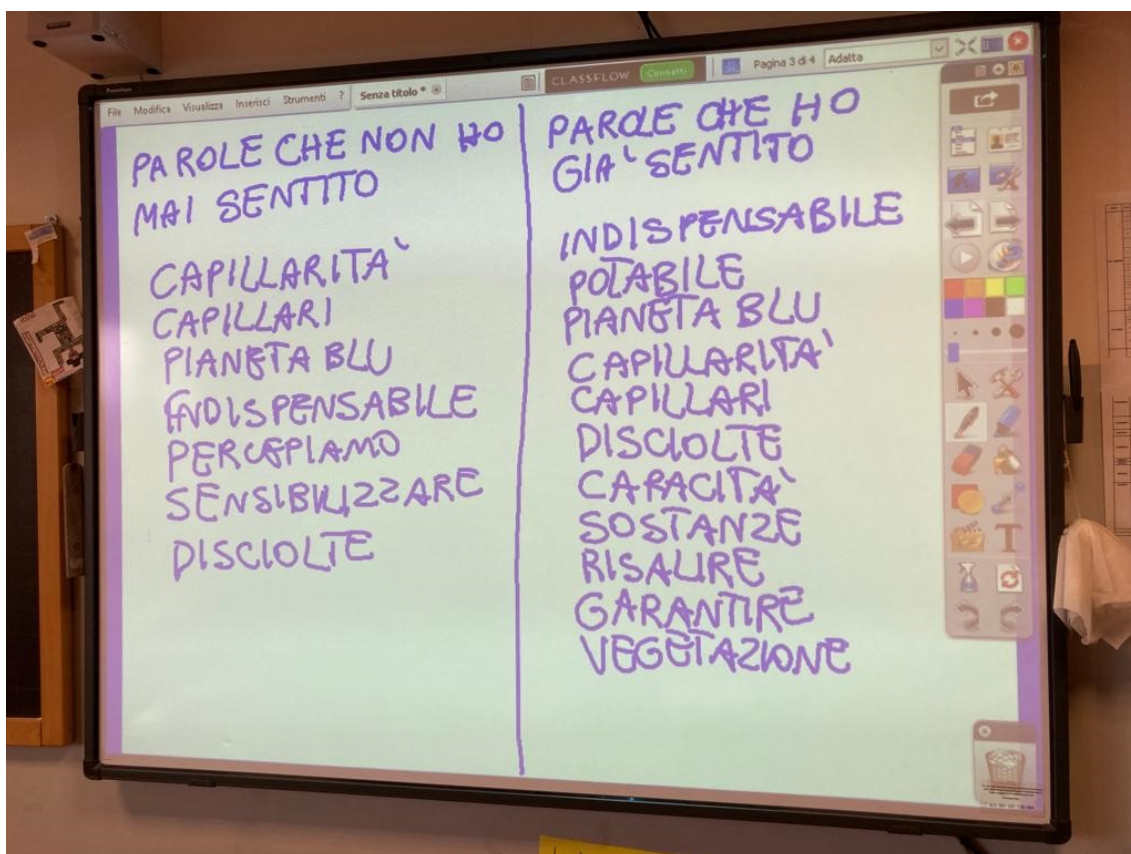 File Modifica Visualizza Inserisci Strumenti ?
Senza titolo *
CLASSFLOW Connetti
Pagina 3 di 4 Adatta
PAROLE CHE NON HO
MAI SENTITO
CAPILLARITA`
CAPILLARI
PIANETA BLU
INDISPENSABILE
PERCEPIAMO
SENSIBILIZZARE
DISCIOLTE
PAROLE CHE HO
GIA` SENTITO
INDISPENSABILE
POTABILE
PIANETA BLU
CAPILLARITA`
CAPILLARI
DISCIOLTE
CAPACITA`
SOSTANZE
RISALIRE
GARANTIRE
VEGETAZIONE
T